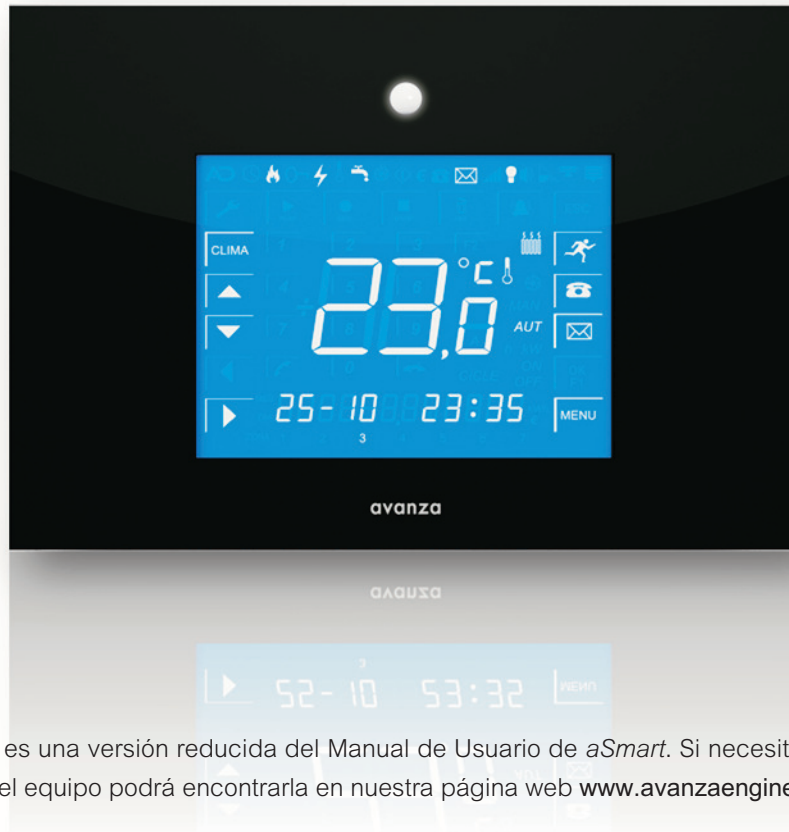 CLIMA
23,0 °C
AUT
25-10 23:35
MENU
3
avanza
es una versión reducida del Manual de Usuario de aSmart. Si necesit
el equipo podrá encontrarla en nuestra página web www.avanzaengine